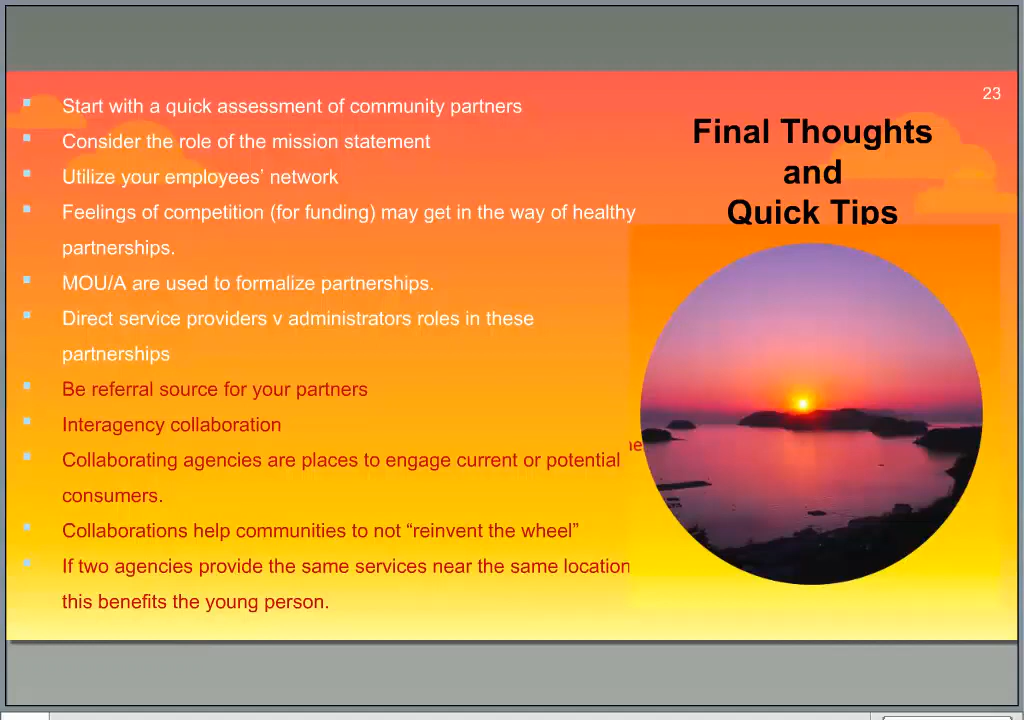 23
Final Thoughts
and
Quick Tips
Start with a quick assessment of community partners
Consider the role of the mission statement
Utilize your employees’ network
Feelings of competition (for funding) may get in the way of healthy
partnerships.
MOU/A are used to formalize partnerships.
Direct service providers v administrators roles in these
partnerships
Be referral source for your partners
Interagency collaboration
Collaborating agencies are places to engage current or potential
consumers.
Collaborations help communities to not “reinvent the wheel”
If two agencies provide the same services near the same location
this benefits the young person.